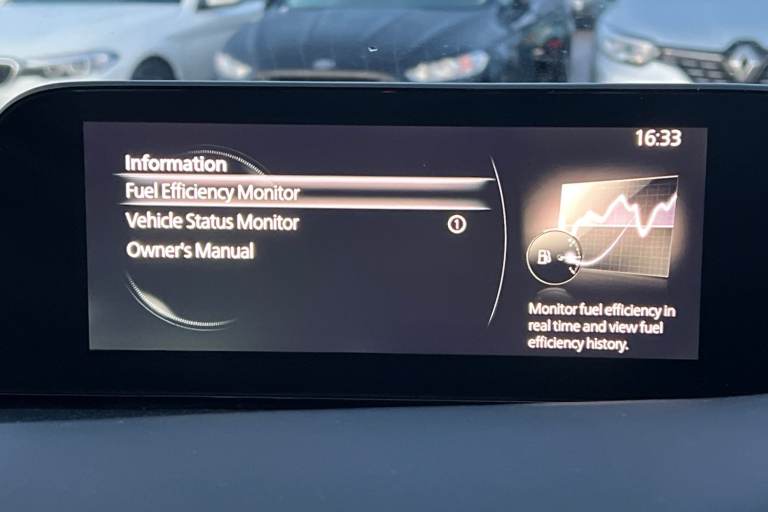 16:33
Information
Fuel Efficiency Monitor
Vehicle Status Monitor 1
Owner's Manual
Monitor fuel efficiency in
real time and view fuel
efficiency history.